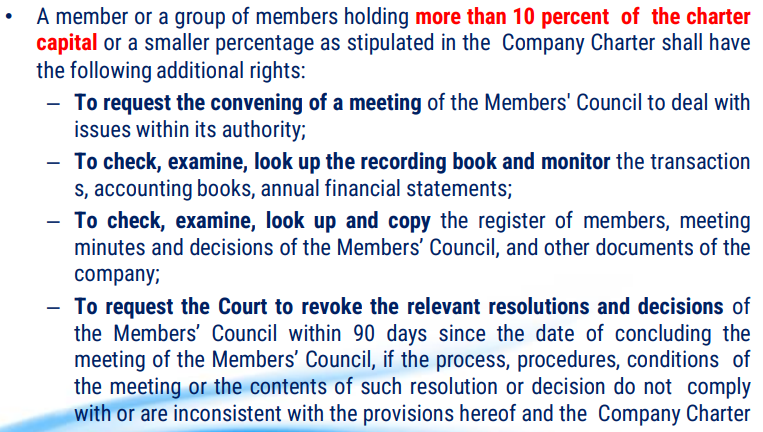 • A member or a group of members holding more than 10 percent of the charter
capital or a smaller percentage as stipulated in the Company Charter shall have
the following additional rights:
– To request the convening of a meeting of the Members' Council to deal with
issues within its authority;
– To check, examine, look up the recording book and monitor the transaction
s, accounting books, annual financial statements;
– To check, examine, look up and copy the register of members, meeting
minutes and decisions of the Members’ Council, and other documents of the
company;
– To request the Court to revoke the relevant resolutions and decisions of
the Members’ Council within 90 days since the date of concluding the
meeting of the Members’ Council, if the process, procedures, conditions of
the meeting or the contents of such resolution or decision do not comply
with or are inconsistent with the provisions hereof and the Company Charter